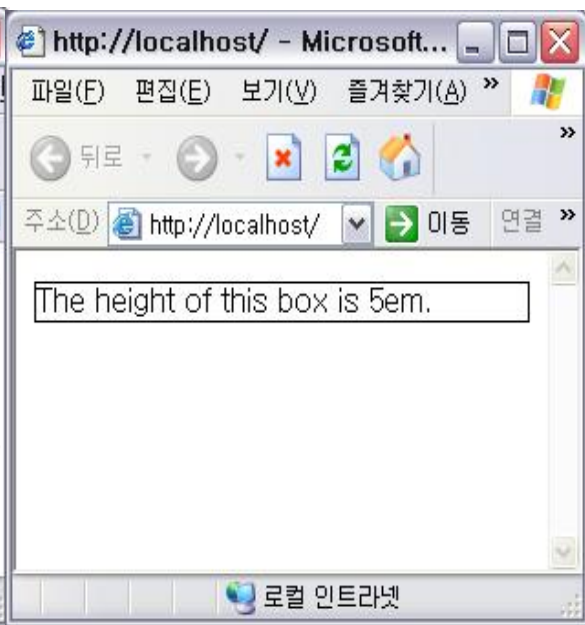 http://localhost/ - Microsoft...
파일(F) 편집(E) 보기(V) 즐겨찾기(A) »
뒤로 »
주소(D) http://localhost/ 이동 연결 »
The height of this box is 5em.
로컬 인트라넷